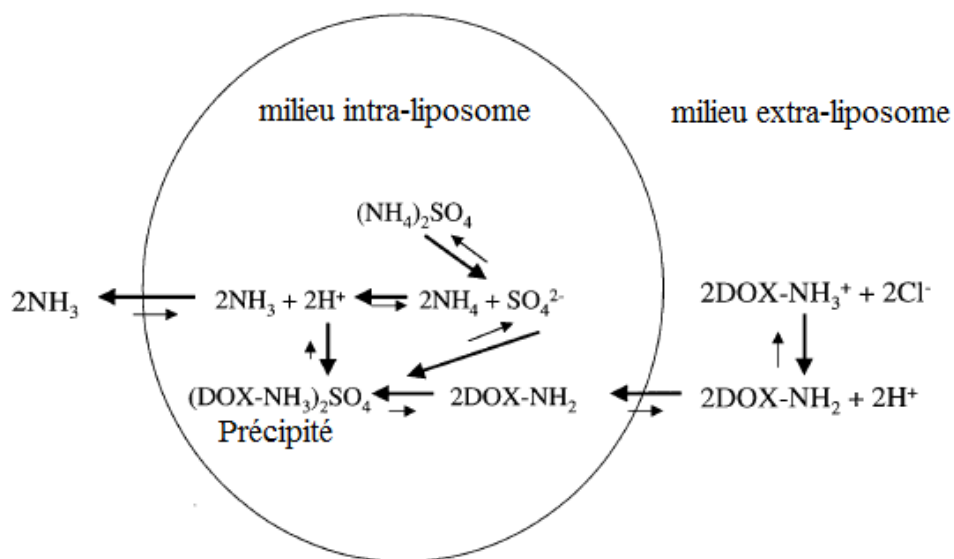 milieu intra-liposome milieu extra-liposome
(NH₄)₂SO₄
2NH₃ 2NH₃ + 2H⁺ 2NH₄ + SO₄²⁻ 2DOX-NH₃⁺ + 2Cl⁻
(DOX-NH₃)₂SO₄ 2DOX-NH₂ 2DOX-NH₂ + 2H⁺
Précipité